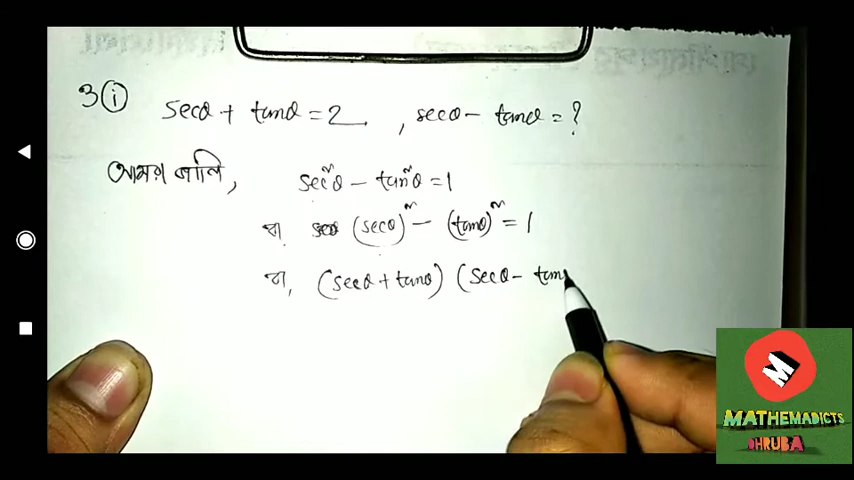 3 (i) secθ + tanθ = 2 , secθ - tanθ = ?
আমরা জানি, sec²θ - tan²θ = 1
বা, (secθ)² - (tanθ)² = 1
বা, (secθ + tanθ) (secθ - tan
MATHEMADICTS
DHRUBA